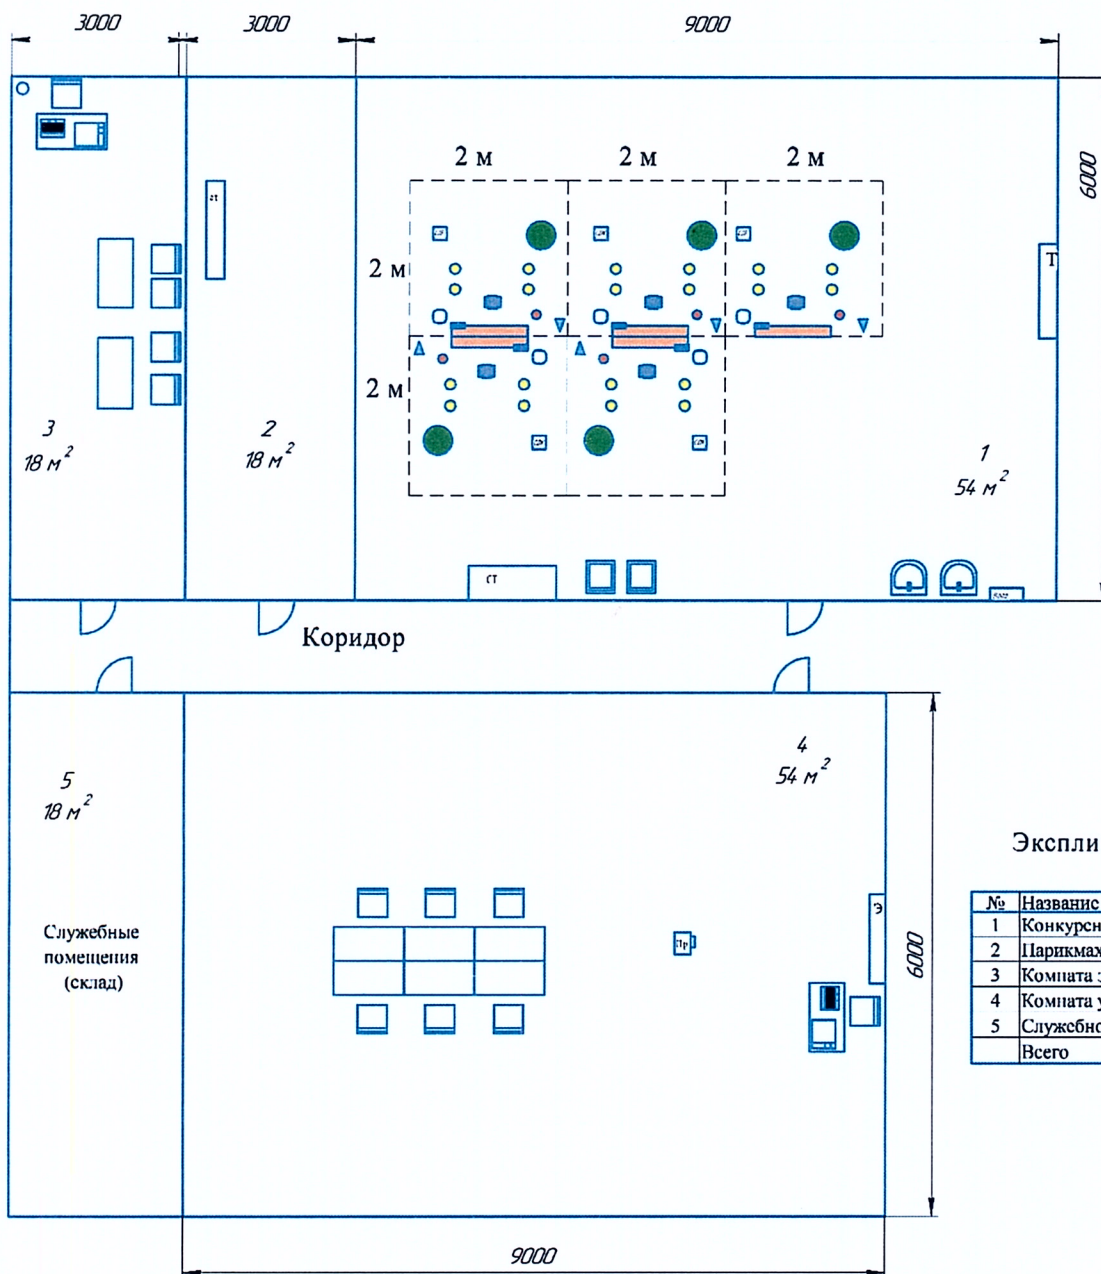 3000 3000 9000
6000
2 м 2 м 2 м
2 м
2 м
Т
3
18 м²
2
18 м²
1
54 м²
ст
Коридор
4
54 м²
5
18 м²
Служебные
помещения
(склад)
Э
Пр
6000
9000
Экспли
№ Название
1 Конкурсн
2 Парикмах
3 Комната э
4 Комната у
5 Служебно
Всего